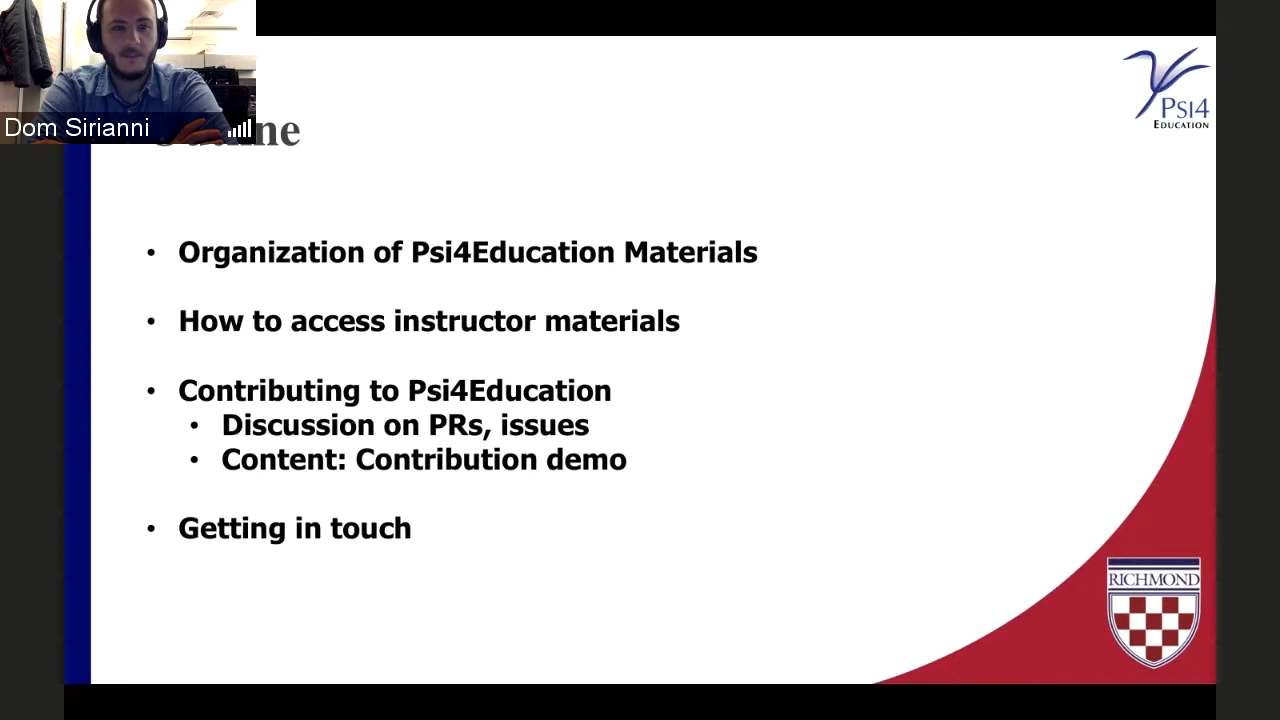 Dom Sirianni
Psi4
Education
Organization of Psi4Education Materials
How to access instructor materials
Contributing to Psi4Education
Discussion on PRs, issues
Content: Contribution demo
Getting in touch
RICHMOND